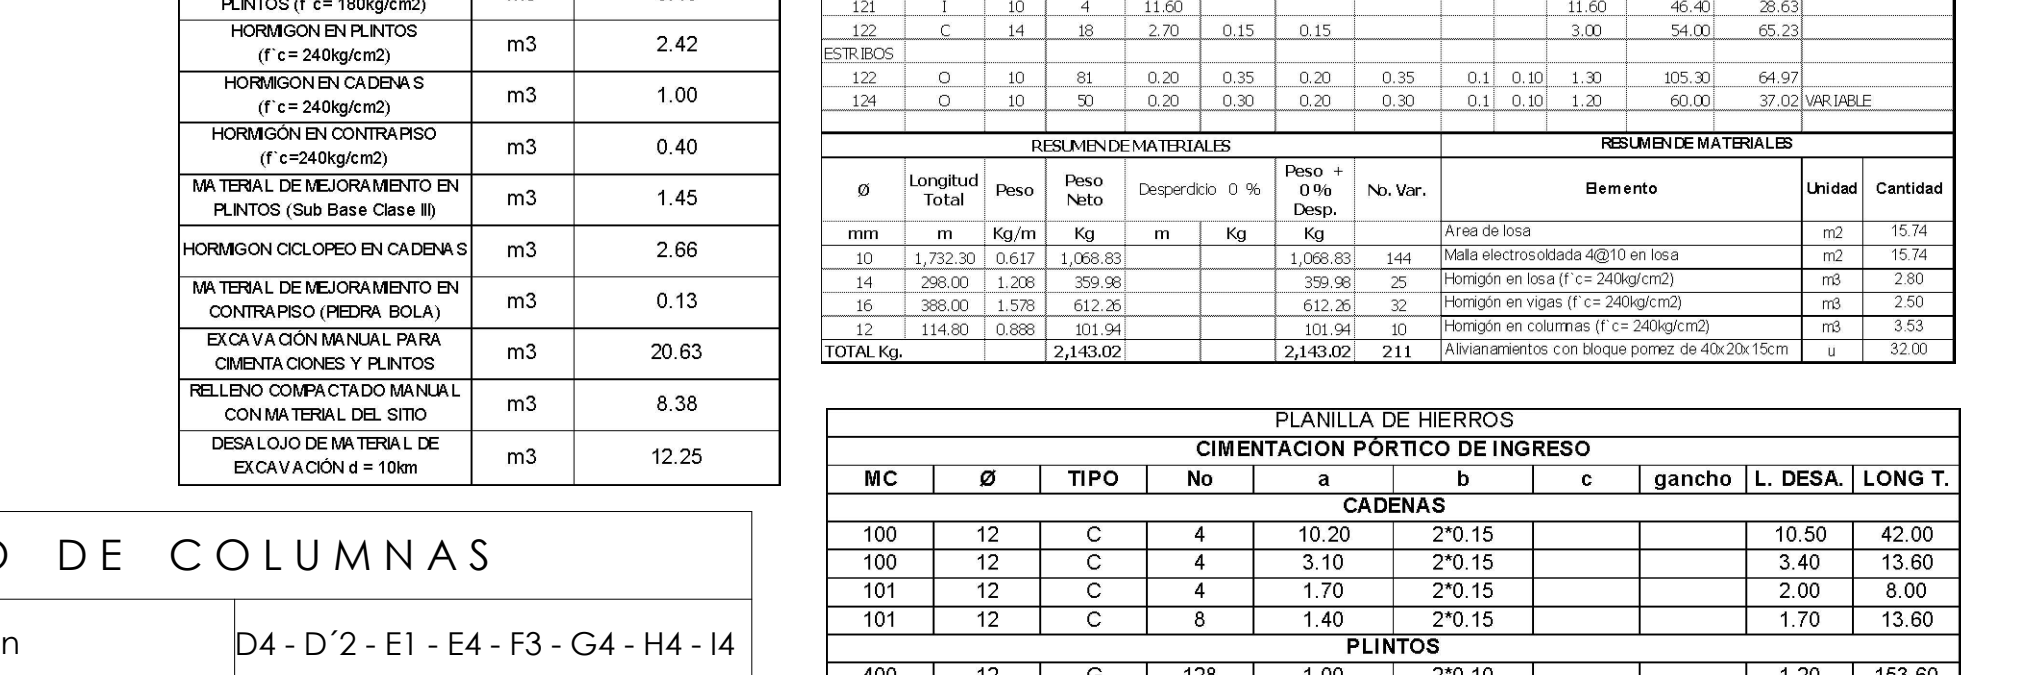 PLINTOS (f`c= 180kg/cm2) m3
HORMIGON EN PLINTOS
(f`c= 240kg/cm2) m3 2.42
HORMIGON EN CADENAS
(f`c= 240kg/cm2) m3 1.00
HORMIGÓN EN CONTRAPISO
(f`c=240kg/cm2) m3 0.40
MATERIAL DE MEJORAMIENTO EN
PLINTOS (Sub Base Clase III) m3 1.45
HORMIGON CICLOPEO EN CADENAS m3 2.66
MATERIAL DE MEJORAMIENTO EN
CONTRAPISO (PIEDRA BOLA) m3 0.13
EXCAVACIÓN MANUAL PARA
CIMENTACIONES Y PLINTOS m3 20.63
RELLENO COMPACTADO MANUAL
CON MATERIAL DEL SITIO m3 8.38
DESALOJO DE MATERIAL DE
EXCAVACIÓN d = 10km m3 12.25
O DE COLUMNAS
n D4 - D´2 - E1 - E4 - F3 - G4 - H4 - I4
121 I 10 4 11.60 11.60 46.40 28.63
122 C 14 18 2.70 0.15 0.15 3.00 54.00 65.23
ESTRIBOS
122 O 10 81 0.20 0.35 0.20 0.35 0.1 0.10 1.30 105.30 64.97
124 O 10 50 0.20 0.30 0.20 0.30 0.1 0.10 1.20 60.00 37.02 VARIABLE
RESUMEN DE MATERIALES RESUMEN DE MATERIALES
Ø Longitud Total Peso Peso Neto Desperdicio 0 % Peso + 0% Desp. No. Var. Elemento Unidad Cantidad
mm m Kg/m Kg m Kg Kg Area de losa m2 15.74
10 1,732.30 0.617 1,068.83 1,068.83 144 Malla electrosoldada 4@10 en losa m2 15.74
14 298.00 1.208 359.98 359.98 25 Homigón en losa (f`c= 240kg/cm2) m3 2.80
16 388.00 1.578 612.26 612.26 32 Homigón en vigas (f`c= 240kg/cm2) m3 2.50
12 114.80 0.888 101.94 101.94 10 Homigón en columnas (f`c= 240kg/cm2) m3 3.53
TOTAL Kg. 2,143.02 2,143.02 211 Alivianamientos con bloque pomez de 40x20x15cm u 32.00
PLANILLA DE HIERROS
CIMENTACION PÓRTICO DE INGRESO
MC Ø TIPO No a b c gancho L. DESA. LONG T.
CADENAS
100 12 C 4 10.20 2*0.15 10.50 42.00
100 12 C 4 3.10 2*0.15 3.40 13.60
101 12 C 4 1.70 2*0.15 2.00 8.00
101 12 C 8 1.40 2*0.15 1.70 13.60
PLINTOS
400 12 C 128 1.00 2*0.10 1.20 153.60